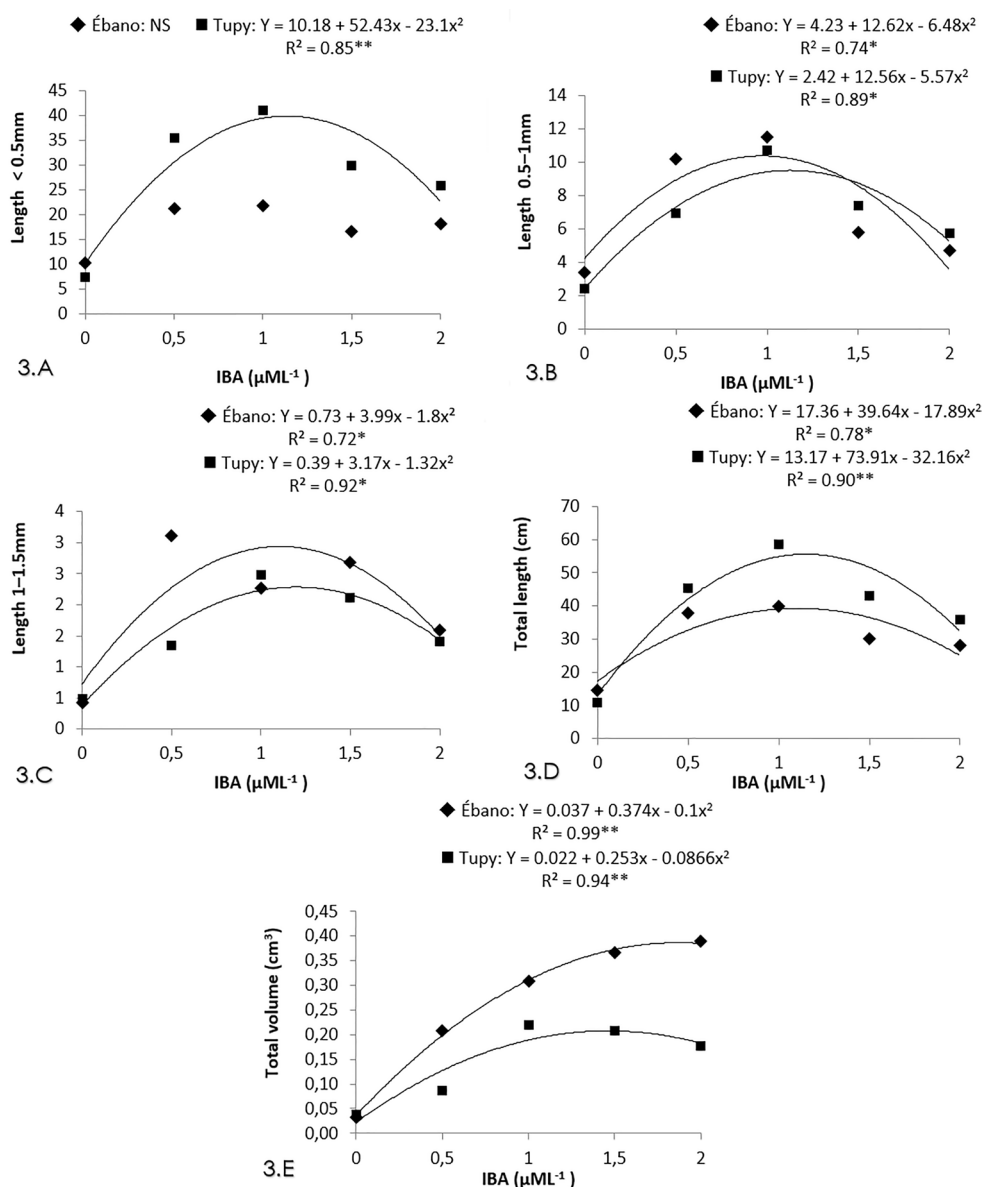 Ébano: NS Tupy: Y = 10.18 + 52.43x - 23.1x²
R² = 0.85**
45
40
35
30
25
20
15
10
5
0
Length < 0.5mm
0 0,5 1 1,5 2
IBA (µML⁻¹ )
3.A
Ébano: Y = 4.23 + 12.62x - 6.48x²
R² = 0.74*
Tupy: Y = 2.42 + 12.56x - 5.57x²
R² = 0.89*
14
12
10
8
6
4
2
0
Length 0.5–1mm
0 0,5 1 1,5 2
IBA (µML⁻¹ )
3.B
Ébano: Y = 0.73 + 3.99x - 1.8x²
R² = 0.72*
Tupy: Y = 0.39 + 3.17x - 1.32x²
R² = 0.92*
4
3
3
2
2
1
1
0
Length 1–1.5mm
0 0,5 1 1,5 2
IBA (µML⁻¹ )
3.C
Ébano: Y = 17.36 + 39.64x - 17.89x²
R² = 0.78*
Tupy: Y = 13.17 + 73.91x - 32.16x²
R² = 0.90**
70
60
50
40
30
20
10
0
Total length (cm)
0 0,5 1 1,5 2
IBA (µML⁻¹ )
3.D
Ébano: Y = 0.037 + 0.374x - 0.1x²
R² = 0.99**
Tupy: Y = 0.022 + 0.253x - 0.0866x²
R² = 0.94**
0,45
0,40
0,35
0,30
0,25
0,20
0,15
0,10
0,05
0,00
Total volume (cm³)
0 0,5 1 1,5 2
IBA (µML⁻¹ )
3.E